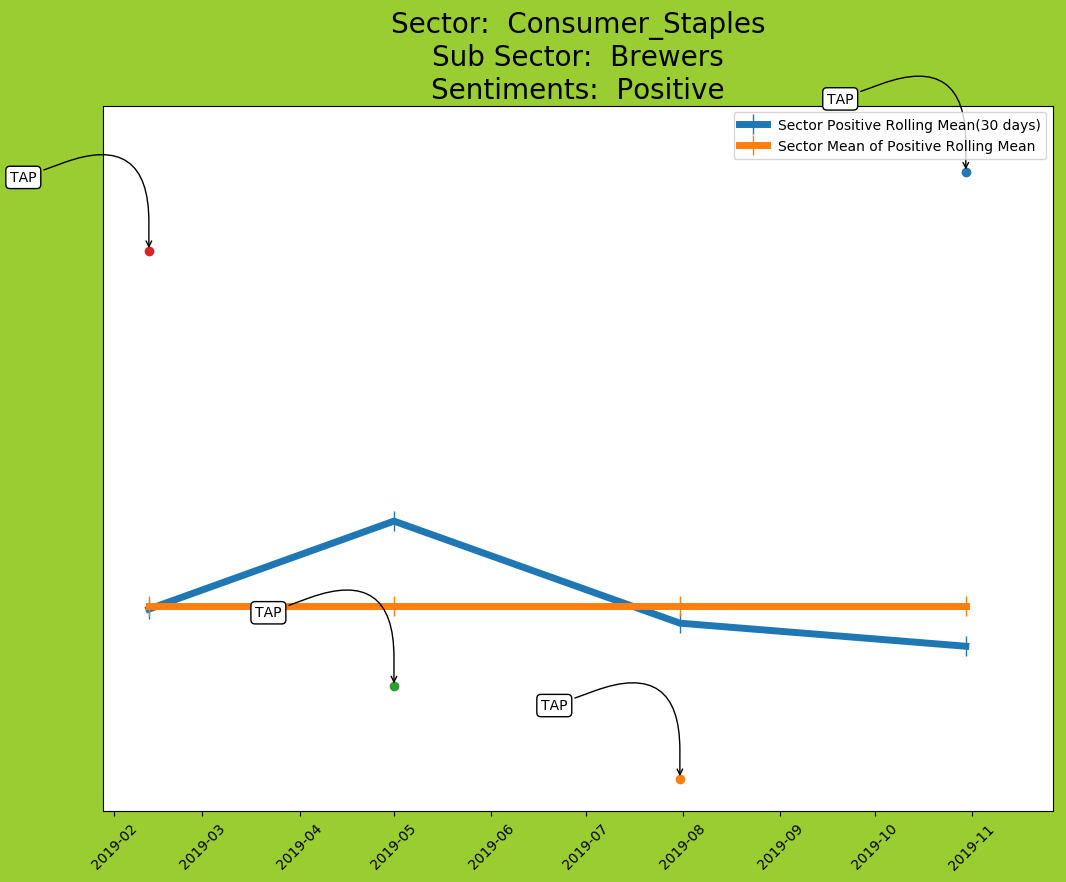 Sector:  Consumer_Staples
Sub Sector:  Brewers
Sentiments:  Positive
TAP
Sector Positive Rolling Mean(30 days)
Sector Mean of Positive Rolling Mean
TAP
TAP
TAP
2019-02
2019-03
2019-04
2019-05
2019-06
2019-07
2019-08
2019-09
2019-10
2019-11